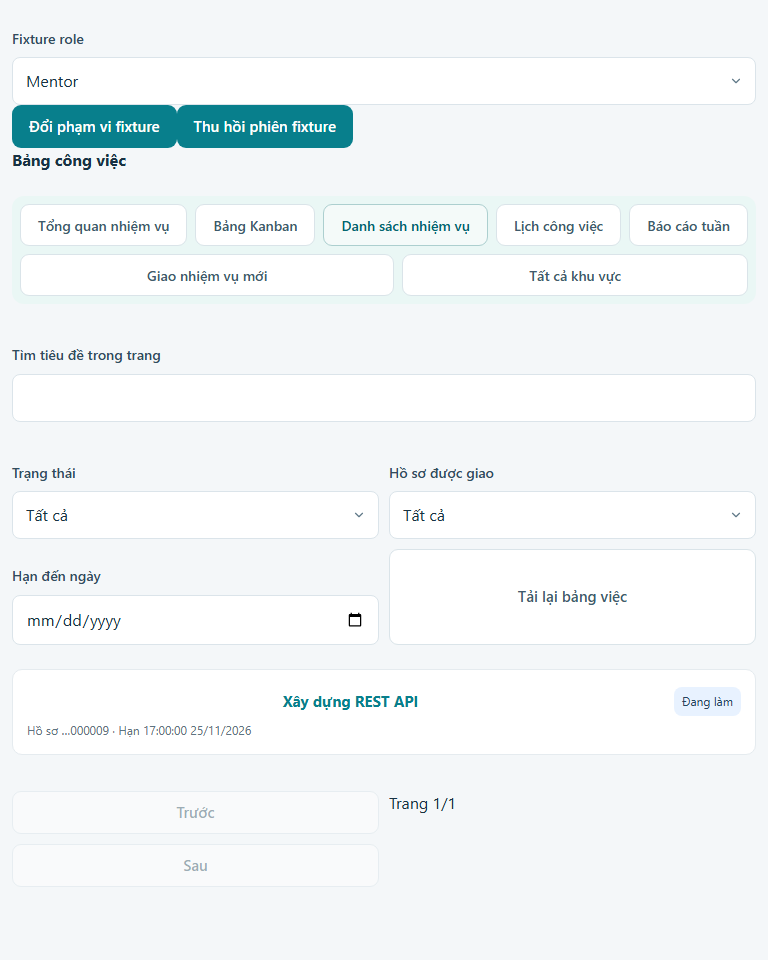 Fixture role
Mentor
Đổi phạm vi fixture Thu hồi phiên fixture
Bảng công việc
Tổng quan nhiệm vụ Bảng Kanban Danh sách nhiệm vụ Lịch công việc Báo cáo tuần
Giao nhiệm vụ mới Tất cả khu vực
Tìm tiêu đề trong trang
Trạng thái Hồ sơ được giao
Tất cả Tất cả
Hạn đến ngày
Tải lại bảng việc
mm/dd/yyyy
Xây dựng REST API Đang làm
Hồ sơ …000009 · Hạn 17:00:00 25/11/2026
Trước Trang 1/1
Sau